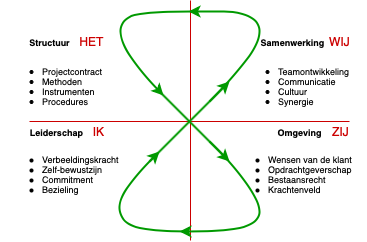 Structuur HET
Projectcontract
Methoden
Instrumenten
Procedures
Samenwerking WIJ
Teamontwikkeling
Communicatie
Cultuur
Synergie
Leiderschap IK
Verbeeldingskracht
Zelf-bewustzijn
Commitment
Bezieling
Omgeving ZIJ
Wensen van de klant
Opdrachtgeverschap
Bestaansrecht
Krachtenveld